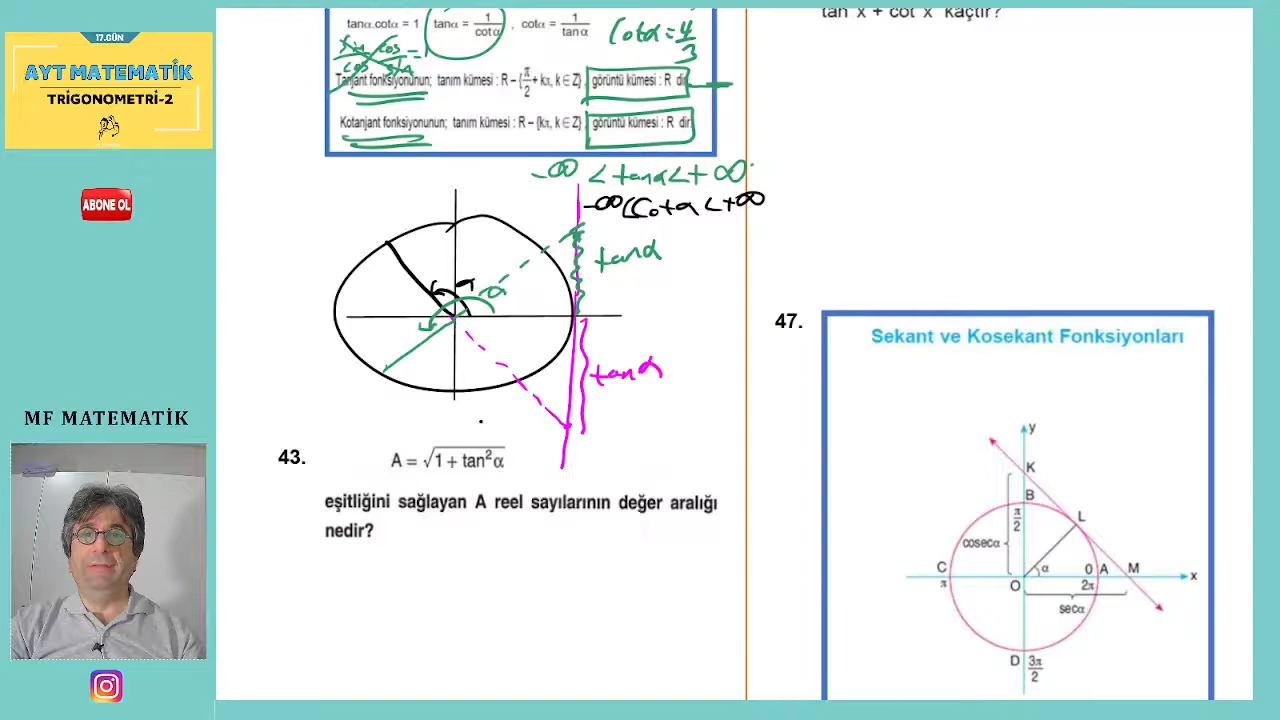 17.GÜN
AYT MATEMATİK
TRİGONOMETRİ-2
ABONE OL
MF MATEMATİK
tanα.cotα = 1 tanα = 1/cotα , cotα = 1/tanα
Cotα = 4/3
Tanjant fonksiyonunun; tanım kümesi : R – {π/2 + kπ, k ∈ Z} , görüntü kümesi : R dir.
Kotanjant fonksiyonunun; tanım kümesi : R – {kπ, k ∈ Z} , görüntü kümesi : R dir.
-∞ < tanα < +∞
-∞ < Cotα < +∞
tanα
α
α
tanα
43. A = √(1 + tan²α)
eşitliğini sağlayan A reel sayılarının değer aralığı
nedir?
tan x + cot x kaçtır?
47.
Sekant ve Kosekant Fonksiyonları
y
K
B
π/2
L
cosecα
C
π
α
0 A
M
x
O
2π
secα
D
3π/2